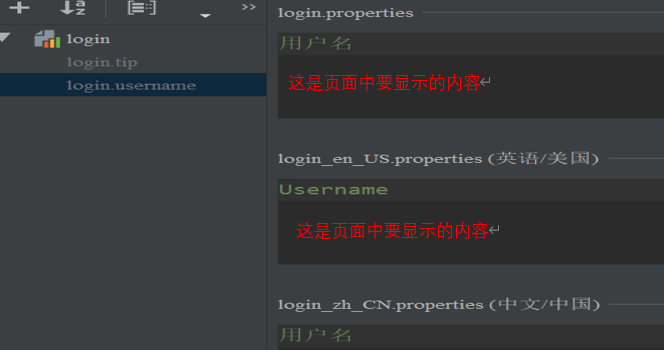 login
login.tip
login.username
login.properties
用户名
这是页面中要显示的内容↵
login_en_US.properties (英语/美国)
Username
这是页面中要显示的内容↵
login_zh_CN.properties (中文/中国)
用户名